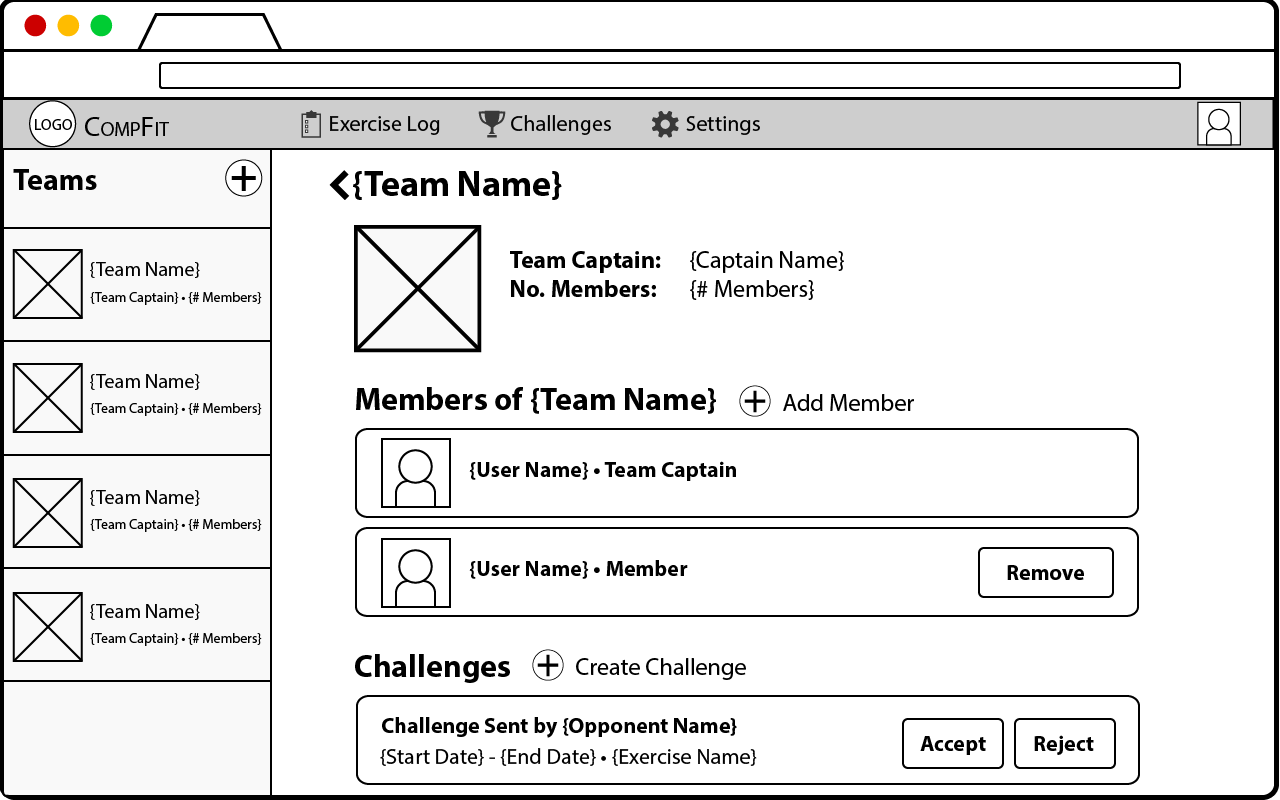 LOGO CompFit Exercise Log Challenges Settings
Teams
{Team Name}
{Team Captain} • {# Members}
{Team Name}
{Team Captain} • {# Members}
{Team Name}
{Team Captain} • {# Members}
{Team Name}
{Team Captain} • {# Members}
{Team Name}
Team Captain: {Captain Name}
No. Members: {# Members}
Members of {Team Name} Add Member
{User Name} • Team Captain
{User Name} • Member Remove
Challenges Create Challenge
Challenge Sent by {Opponent Name}
{Start Date} - {End Date} • {Exercise Name}
Accept Reject